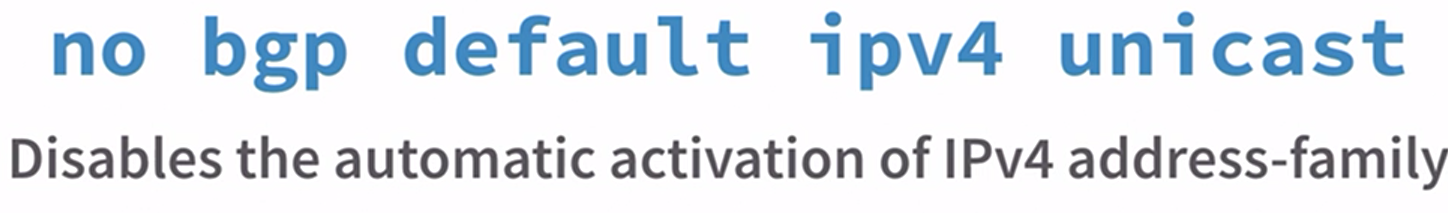 no bgp default ipv4 unicast
Disables the automatic activation of IPv4 address-family